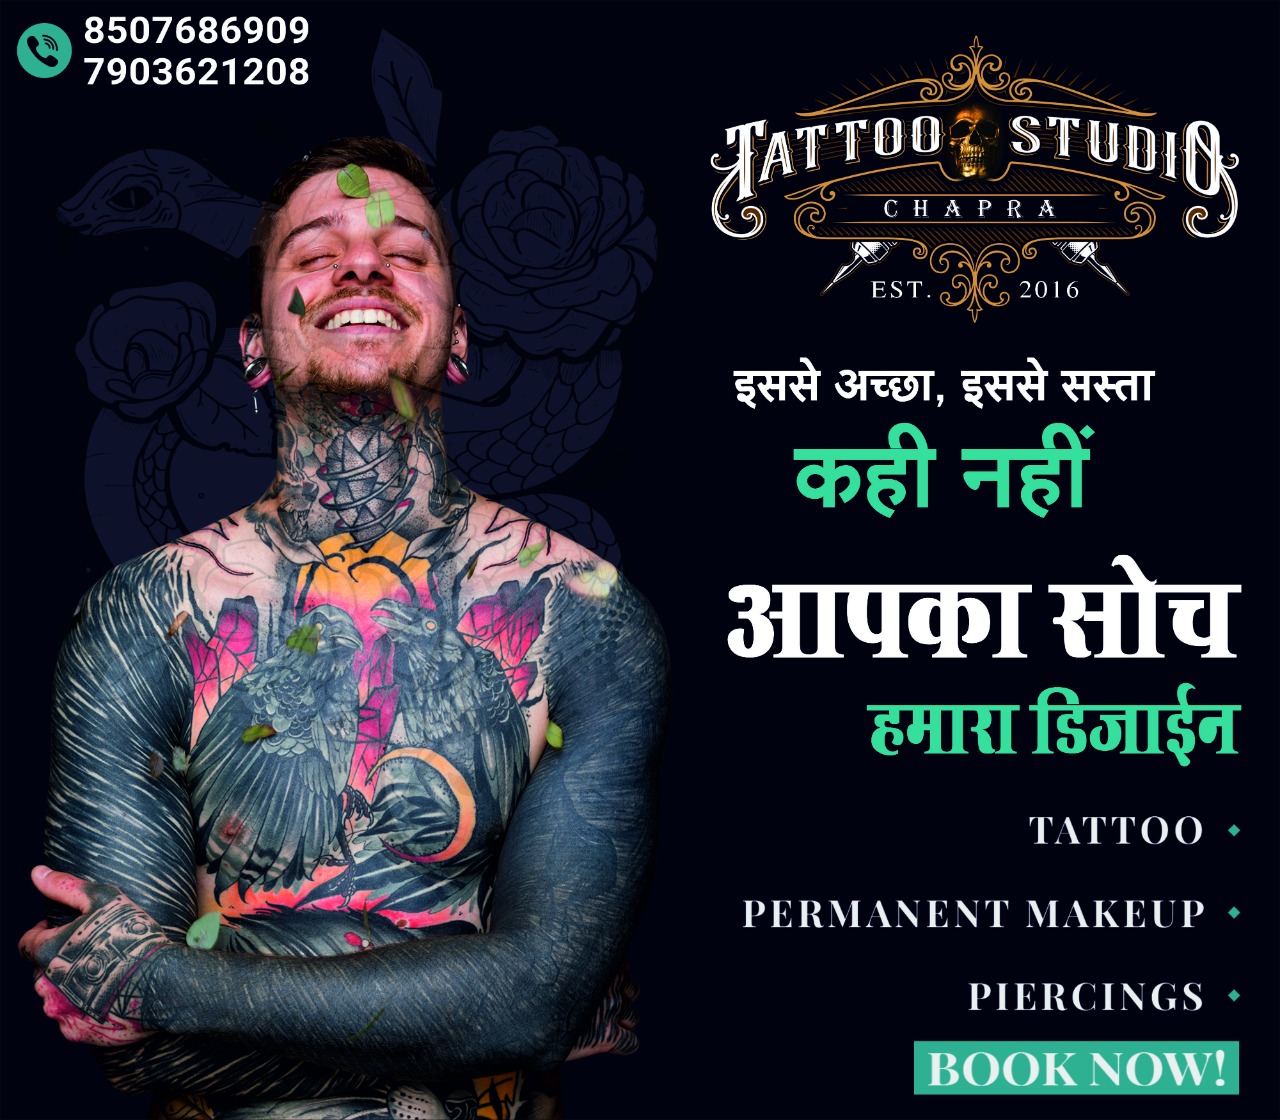 8507686909
7903621208
TATTOO STUDIO
CHAPRA
EST. 2016
इससे अच्छा, इससे सस्ता
कही नहीं
आपका सोच
हमारा डिजाईन
TATTOO
PERMANENT MAKEUP
PIERCINGS
BOOK NOW!